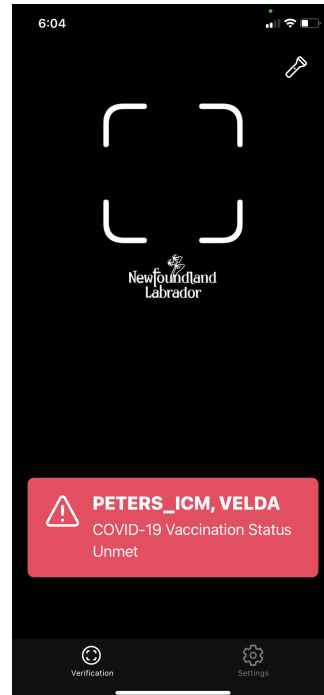 6:04
Newfoundland
Labrador
PETERS_ICM, VELDA
COVID-19 Vaccination Status
Unmet
Verification
Settings